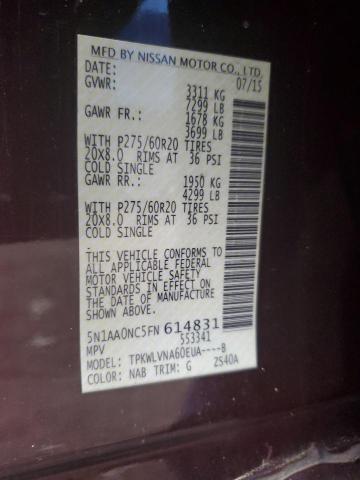 MFD BY NISSAN MOTOR CO., LTD.
DATE: 07/15
GVWR: 3311 KG
7299 LB
GAWR FR.: 1678 KG
3699 LB
WITH P275/60R20 TIRES
20X8.0 RIMS AT 36 PSI
COLD SINGLE
GAWR RR.: 1950 KG
4299 LB
WITH P275/60R20 TIRES
20X8.0 RIMS AT 36 PSI
COLD SINGLE
THIS VEHICLE CONFORMS TO
ALL APPLICABLE FEDERAL
MOTOR VEHICLE SAFETY
STANDARDS IN EFFECT ON
THE DATE OF MANUFACTURE
SHOWN ABOVE.
5N1AA0NC5FN 614831
MPV 553341
MODEL: TPKWLVNA60EUA----B
COLOR: NAB TRIM: G ZS40A